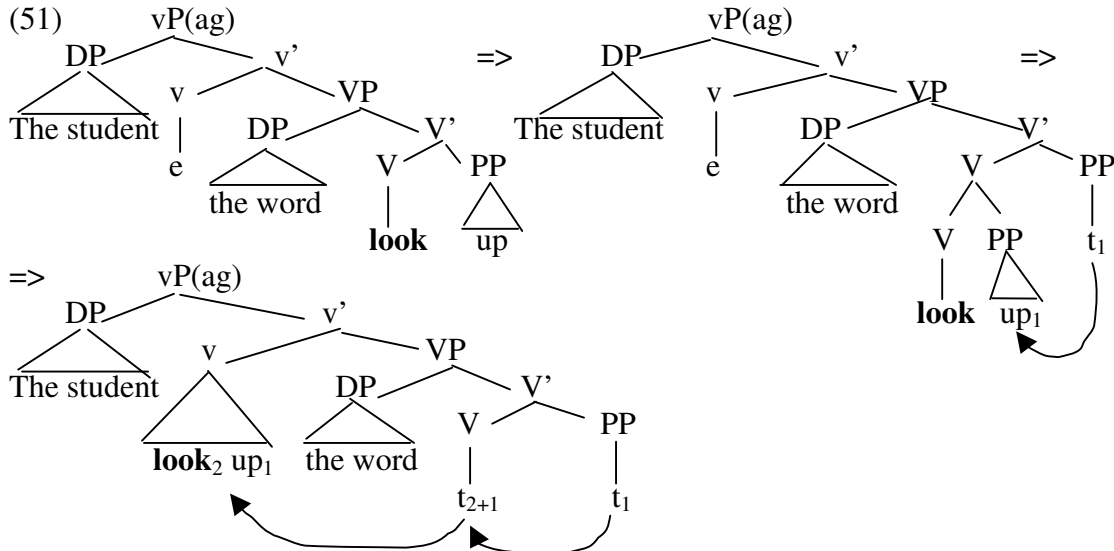 (51) vP(ag) vP(ag)
DP v’ => DP v’ =>
v VP v VP
The student DP V’ The student DP V’
e V PP e V PP
the word the word
look up V PP t1
=> vP(ag)
DP v’ look up1
v VP
The student DP V’
V PP
look2 up1 the word
t2+1 t1